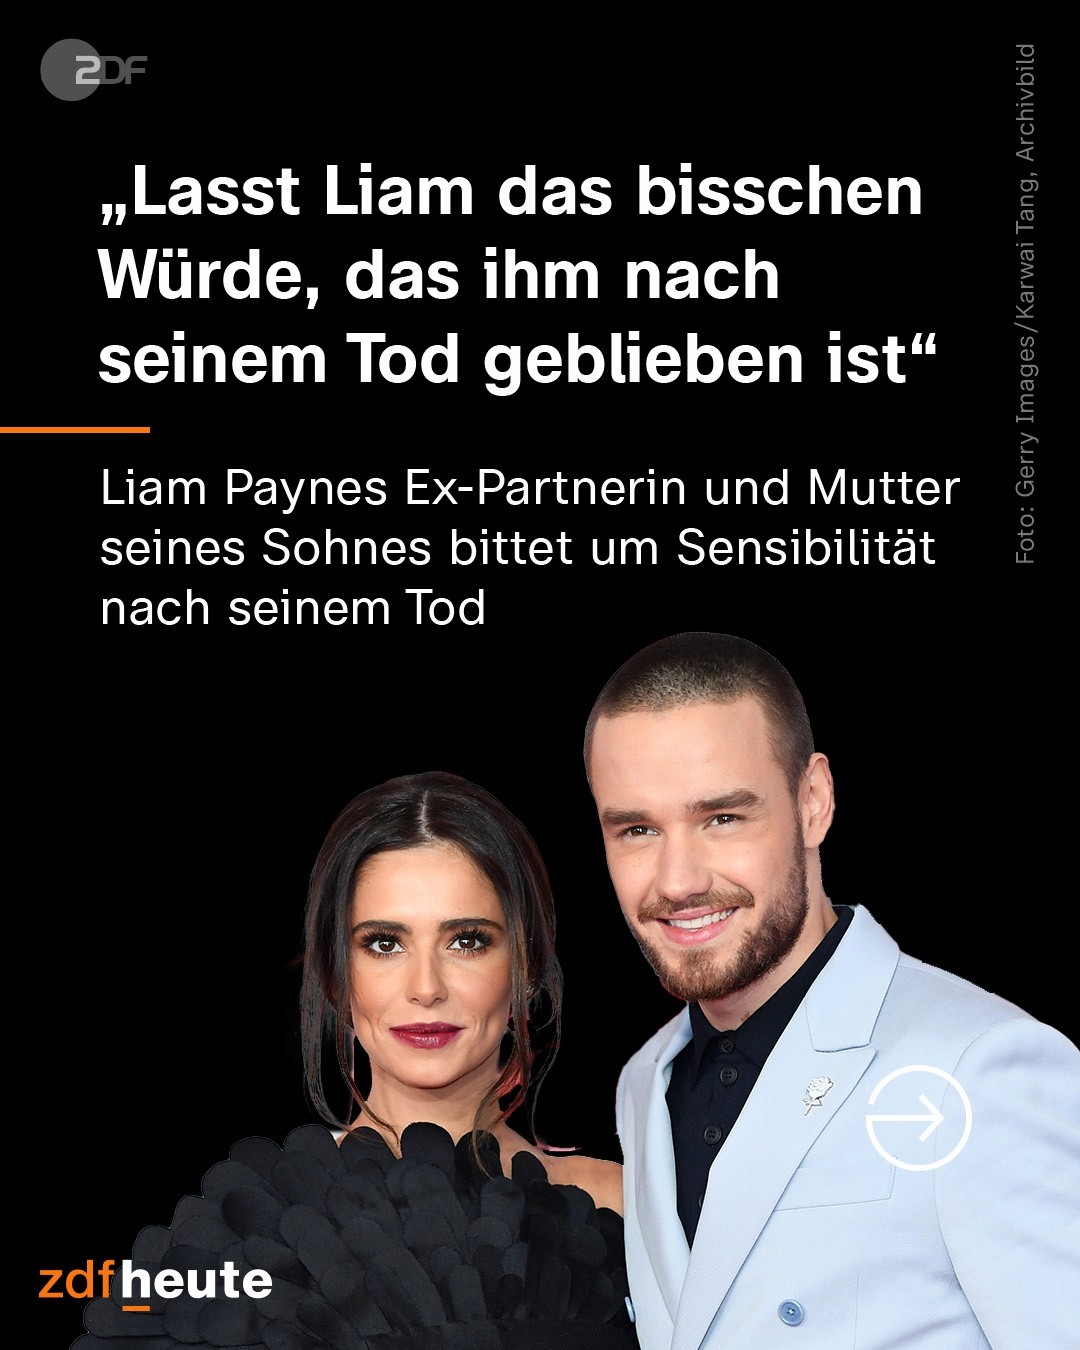 ZDF
„Lasst Liam das bisschen
Würde, das ihm nach
seinem Tod geblieben ist“
Liam Paynes Ex-Partnerin und Mutter
seines Sohnes bittet um Sensibilität
nach seinem Tod
Foto: Gerry Images/Karwai Tang, Archivbild
zdfheute